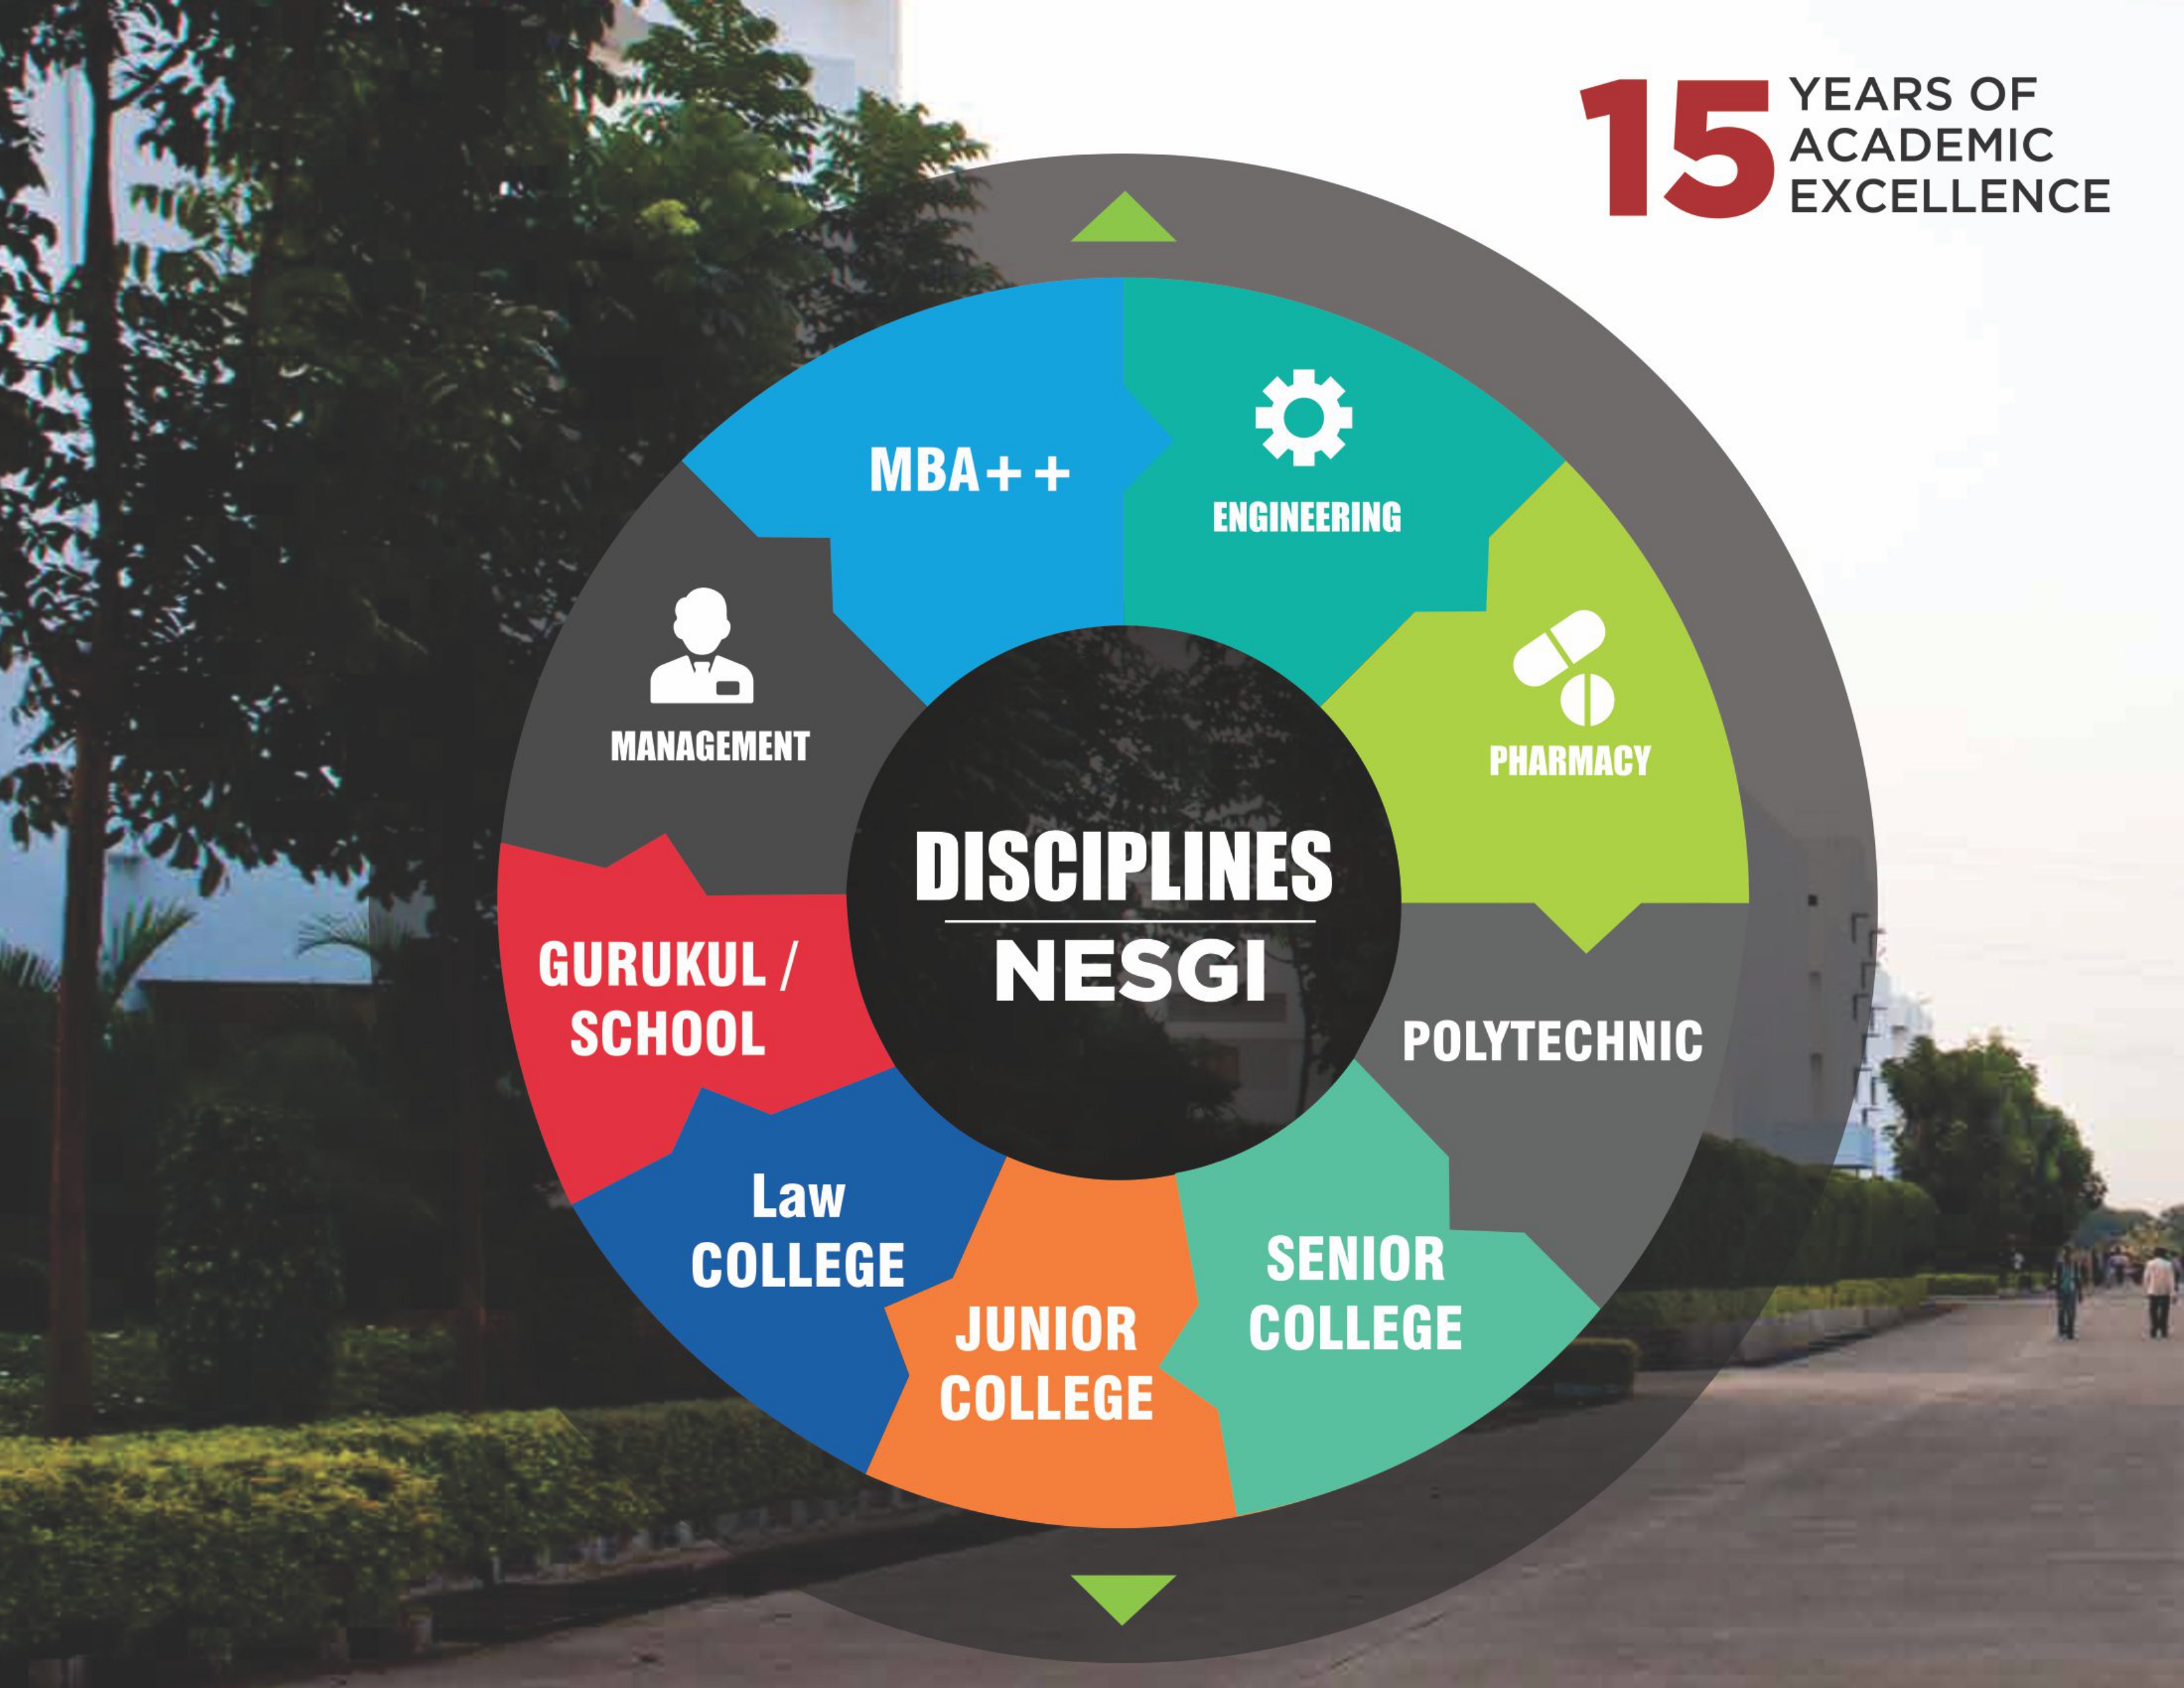 15
YEARS OF
ACADEMIC
EXCELLENCE
MBA++
ENGINEERING
MANAGEMENT
PHARMACY
DISCIPLINES
NESGI
GURUKUL /
SCHOOL
POLYTECHNIC
Law
COLLEGE
SENIOR
COLLEGE
JUNIOR
COLLEGE